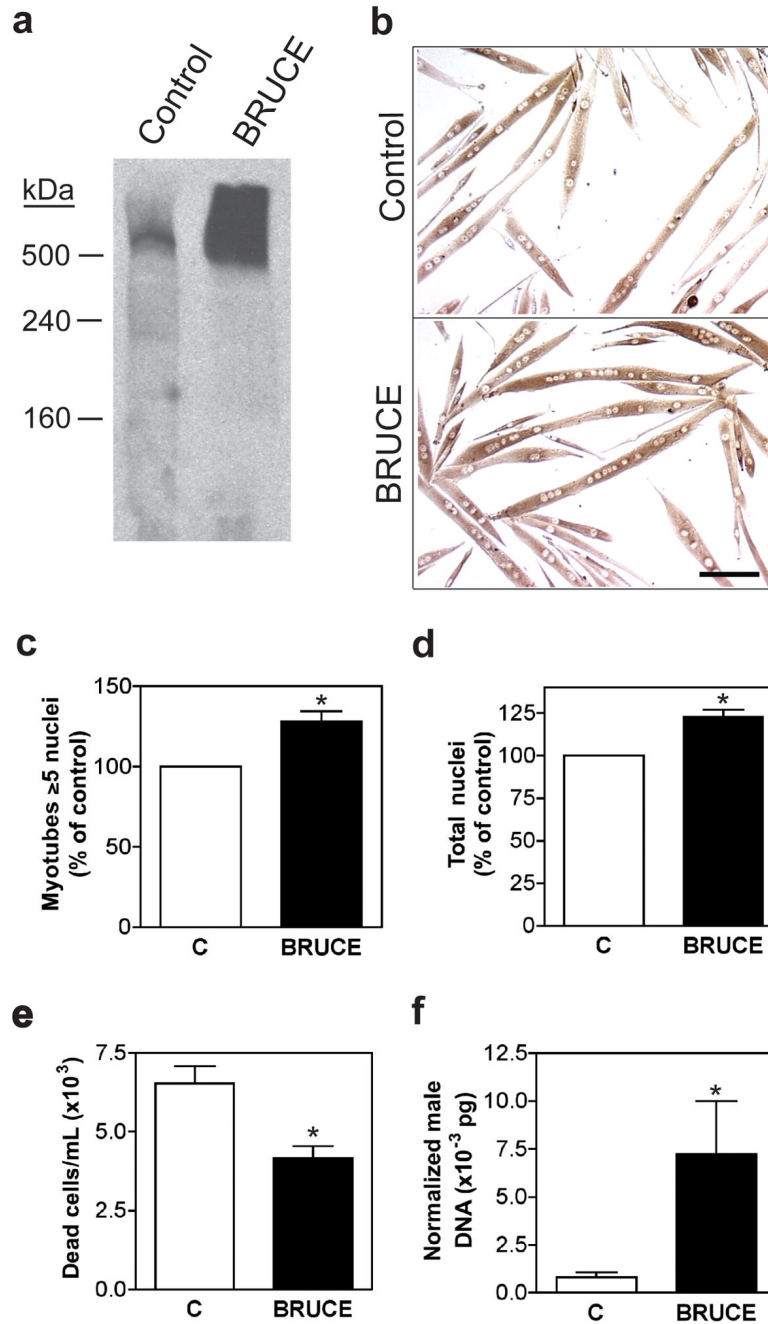 a
Control
BRUCE
kDa
500
240
160
b
Control
BRUCE
c
Myotubes ≥5 nuclei
(% of control)
150
100
50
0
*
C
BRUCE
d
Total nuclei
(% of control)
125
100
75
50
25
0
*
C
BRUCE
e
Dead cells/mL (x10³)
7.5
5.0
2.5
0.0
*
C
BRUCE
f
Normalized male
DNA (x10⁻³ pg)
12.5
10.0
7.5
5.0
2.5
0.0
*
C
BRUCE